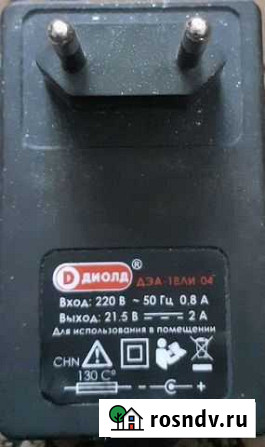 ДИОЛД ®
ДЭА-18ЛИ-04
Вход: 220 В ~ 50 Гц 0,8 А
Выход: 21.5 В 2 А
Для использования в помещении
CHN
130 C°
- +
rosndv.ru